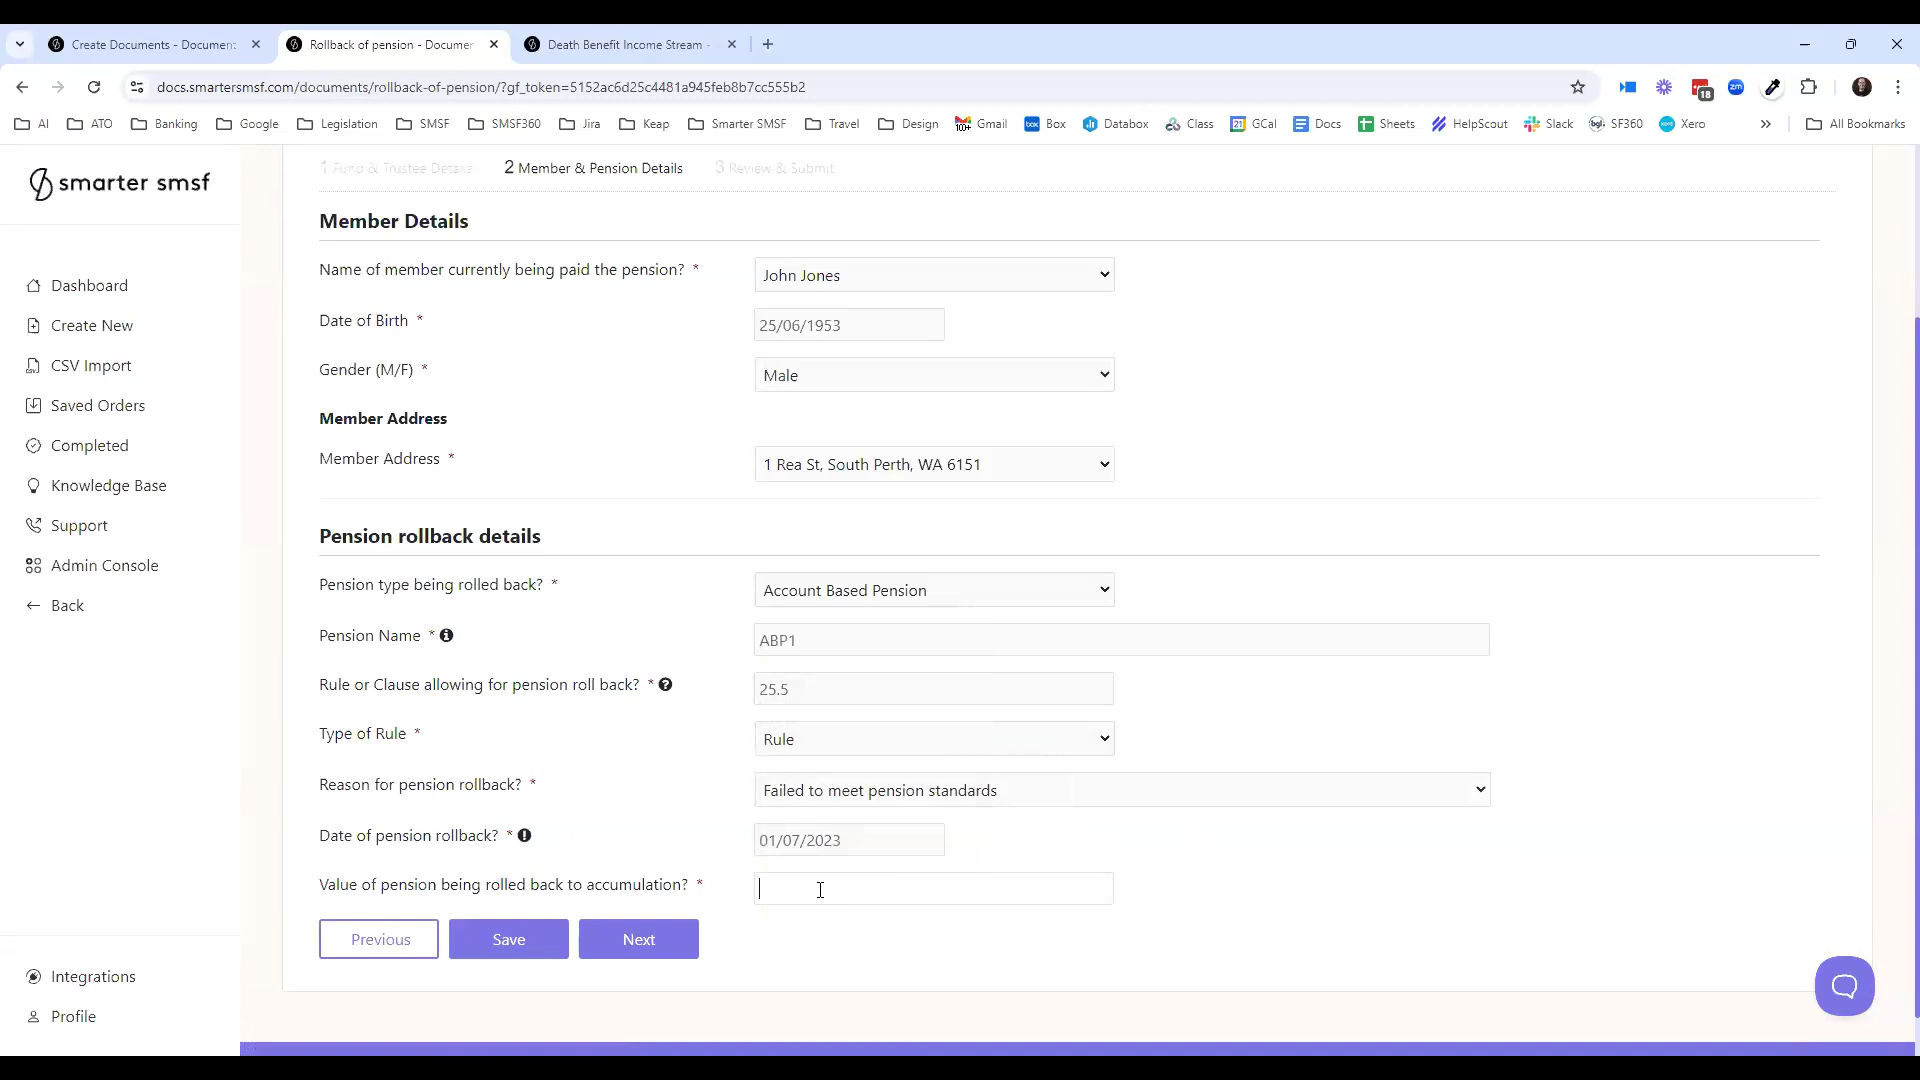 Create Documents - Document
Rollback of pension - Documer
Death Benefit Income Stream -
docs.smartersmsf.com/documents/rollback-of-pension/?gf_token=5152ac6d25c4481a945feb8b7cc555b2
18
zm
AI
ATO
Banking
Google
Legislation
SMSF
SMSF360
Jira
Keap
Smarter SMSF
Travel
Design
100+
Gmail
box
Box
Databox
Class
21
GCal
Docs
Sheets
HelpScout
Slack
bgl
SF360
xero
Xero
All Bookmarks
smarter smsf
1 Fund & Trustee Details
2 Member & Pension Details
3 Review & Submit
Member Details
Name of member currently being paid the pension? *
John Jones
Date of Birth *
25/06/1953
Gender (M/F) *
Male
Member Address
Member Address *
1 Rea St, South Perth, WA 6151
Pension rollback details
Pension type being rolled back? *
Account Based Pension
Pension Name *
ABP1
Rule or Clause allowing for pension roll back? *
25.5
Type of Rule *
Rule
Reason for pension rollback? *
Failed to meet pension standards
Date of pension rollback? *
01/07/2023
Value of pension being rolled back to accumulation? *
Previous
Save
Next
Dashboard
Create New
CSV Import
Saved Orders
Completed
Knowledge Base
Support
Admin Console
Back
Integrations
Profile